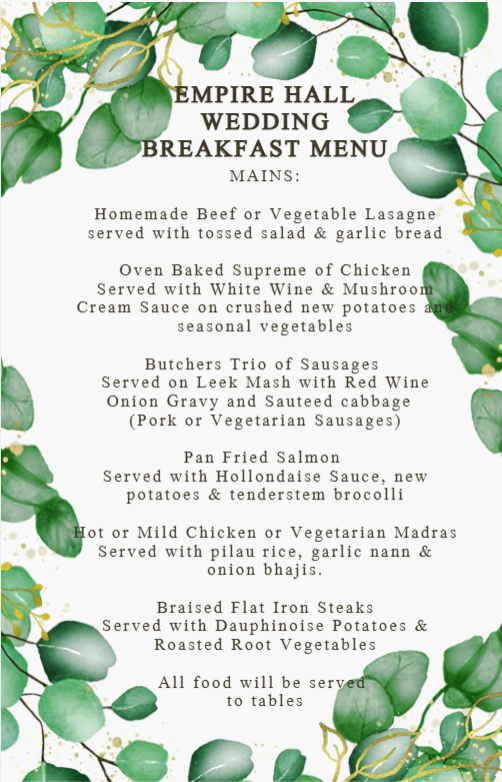 EMPIRE HALL
WEDDING
BREAKFAST MENU
MAINS:
Homemade Beef or Vegetable Lasagne
served with tossed salad & garlic bread
Oven Baked Supreme of Chicken
Served with White Wine & Mushroom
Cream Sauce on crushed new potatoes and
seasonal vegetables
Butchers Trio of Sausages
Served on Leek Mash with Red Wine
Onion Gravy and Sauteed cabbage
(Pork or Vegetarian Sausages)
Pan Fried Salmon
Served with Hollondaise Sauce, new
potatoes & tenderstem brocolli
Hot or Mild Chicken or Vegetarian Madras
Served with pilau rice, garlic nann &
onion bhajis.
Braised Flat Iron Steaks
Served with Dauphinoise Potatoes &
Roasted Root Vegetables
All food will be served
to tables